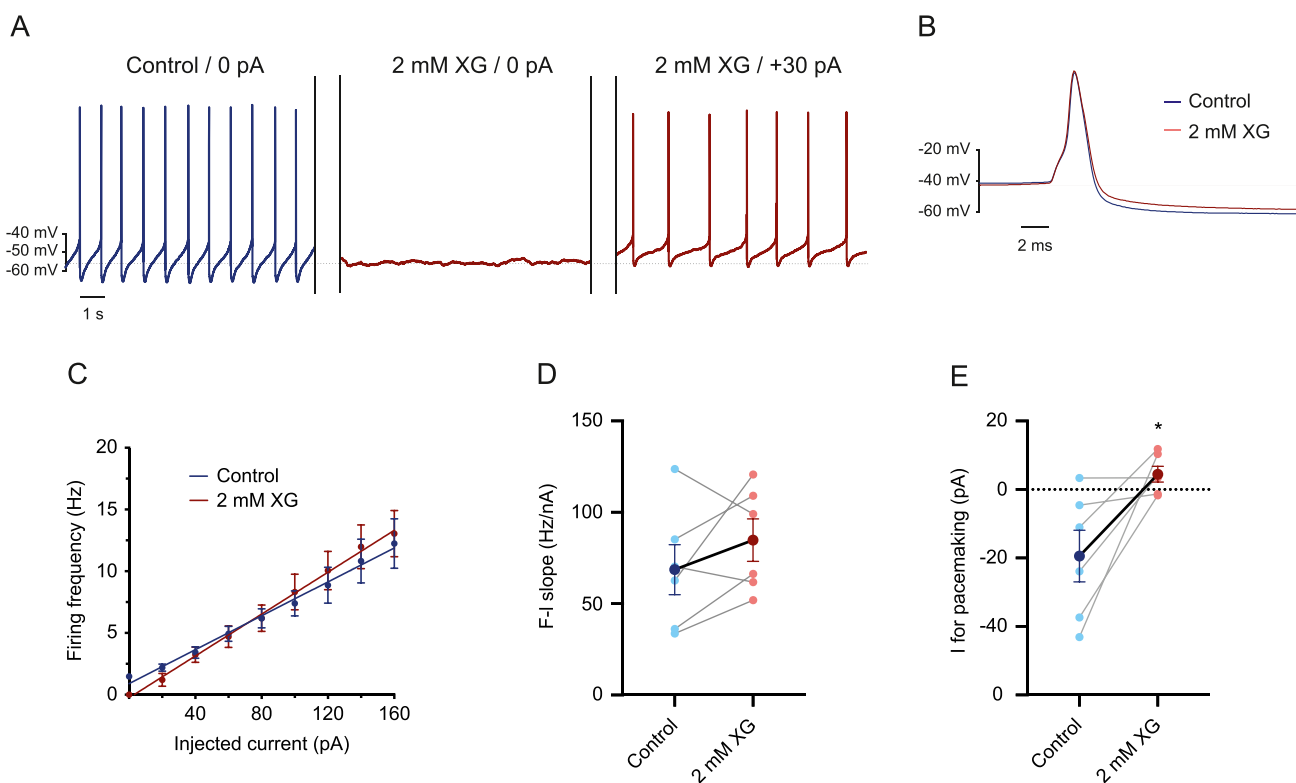 A
Control / 0 pA
2 mM XG / 0 pA
2 mM XG / +30 pA
-40 mV
-50 mV
-60 mV
1 s
B
Control
2 mM XG
-20 mV
-40 mV
-60 mV
2 ms
C
20
15
10
5
0
40
80
120
160
Firing frequency (Hz)
Injected current (pA)
Control
2 mM XG
D
150
100
50
0
F-I slope (Hz/nA)
Control
2 mM XG
E
20
0
-20
-40
0
*
I for pacemaking (pA)
Control
2 mM XG